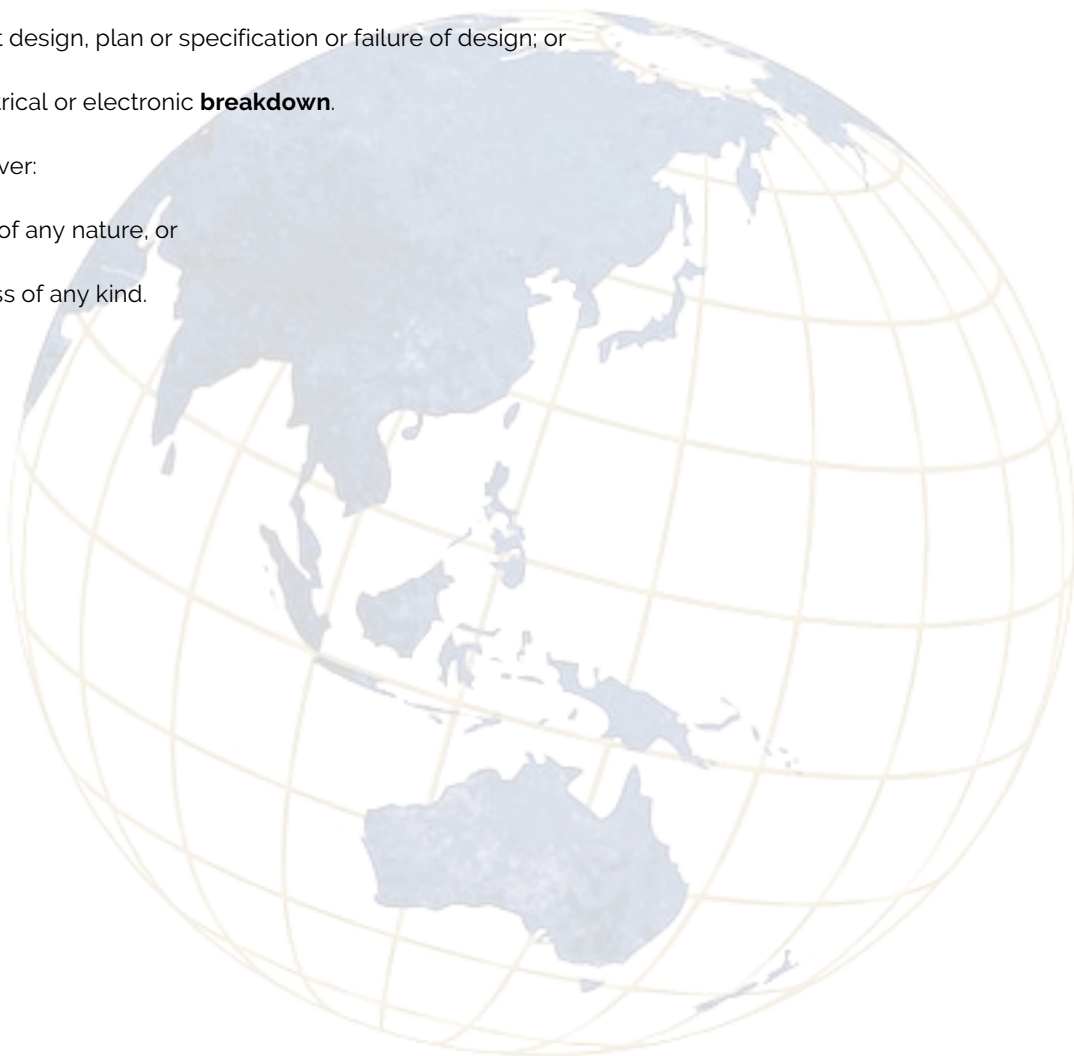 t design, plan or specification or failure of design; or
trical or electronic breakdown.
ver:
of any nature, or
ss of any kind.